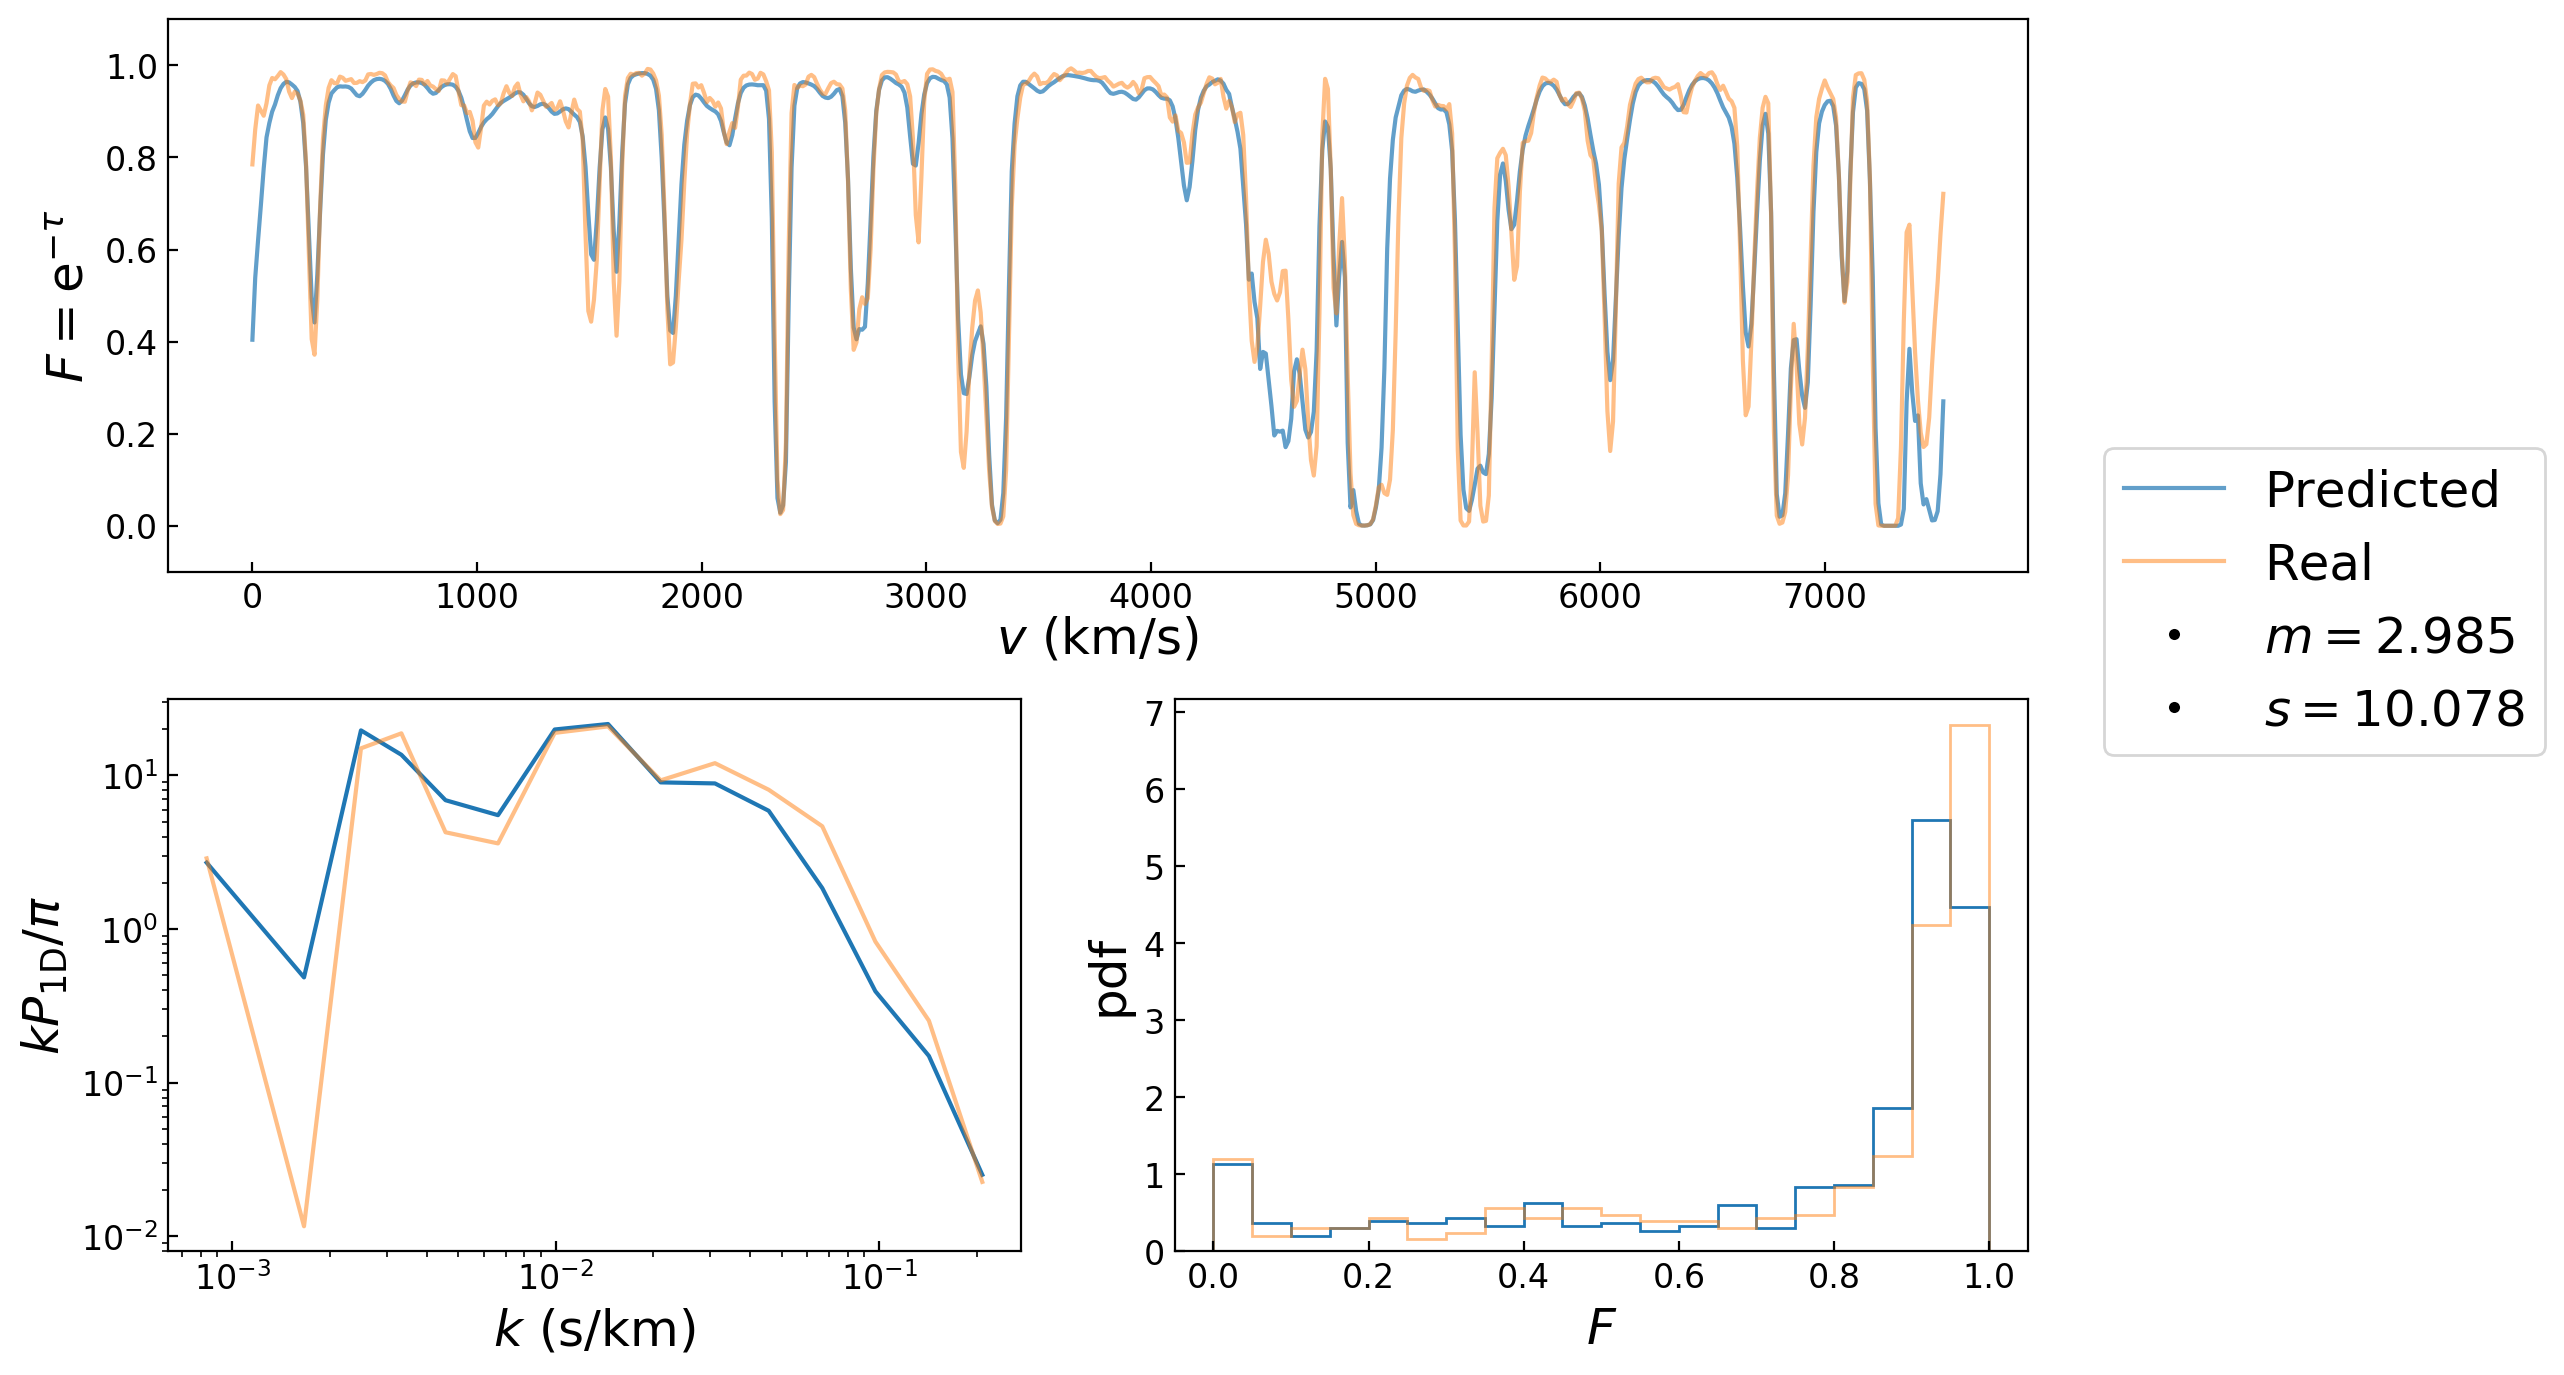 1.0
0.8
0.6
0.4
0.2
0.0
F = e^{-τ}
0 1000 2000 3000 4000 5000 6000 7000
v (km/s)
Predicted
Real
• m = 2.985
• s = 10.078
10^1
10^0
10^{-1}
10^{-2}
kP_{1D}/π
10^{-3} 10^{-2} 10^{-1}
k (s/km)
7
6
5
4
3
2
1
0
pdf
0.0 0.2 0.4 0.6 0.8 1.0
F